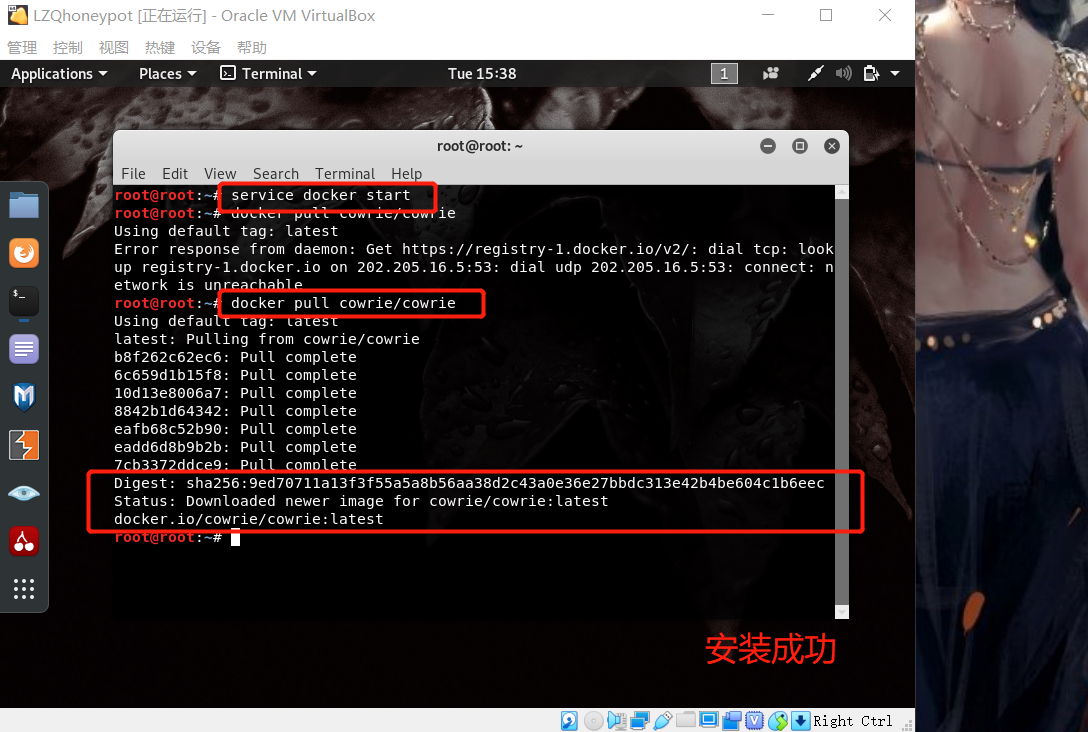 LZQhoneypot [正在运行] - Oracle VM VirtualBox
管理 控制 视图 热键 设备 帮助
Applications Places Terminal Tue 15:38 1
root@root: ~
File Edit View Search Terminal Help
root@root:~# service docker start
root@root:~# docker pull cowrie/cowrie
Using default tag: latest
Error response from daemon: Get https://registry-1.docker.io/v2/: dial tcp: look
up registry-1.docker.io on 202.205.16.5:53: dial udp 202.205.16.5:53: connect: n
etwork is unreachable
root@root:~# docker pull cowrie/cowrie
Using default tag: latest
latest: Pulling from cowrie/cowrie
b8f262c62ec6: Pull complete
6c659d1b15f8: Pull complete
10d13e8006a7: Pull complete
8842b1d64342: Pull complete
eafb68c52b90: Pull complete
eadd6d8b9b2b: Pull complete
7cb3372ddce9: Pull complete
Digest: sha256:9ed70711a13f3f55a5a8b56aa38d2c43a0e36e27bbdc313e42b4be604c1b6eec
Status: Downloaded newer image for cowrie/cowrie:latest
docker.io/cowrie/cowrie:latest
root@root:~#
安装成功
Right Ctrl